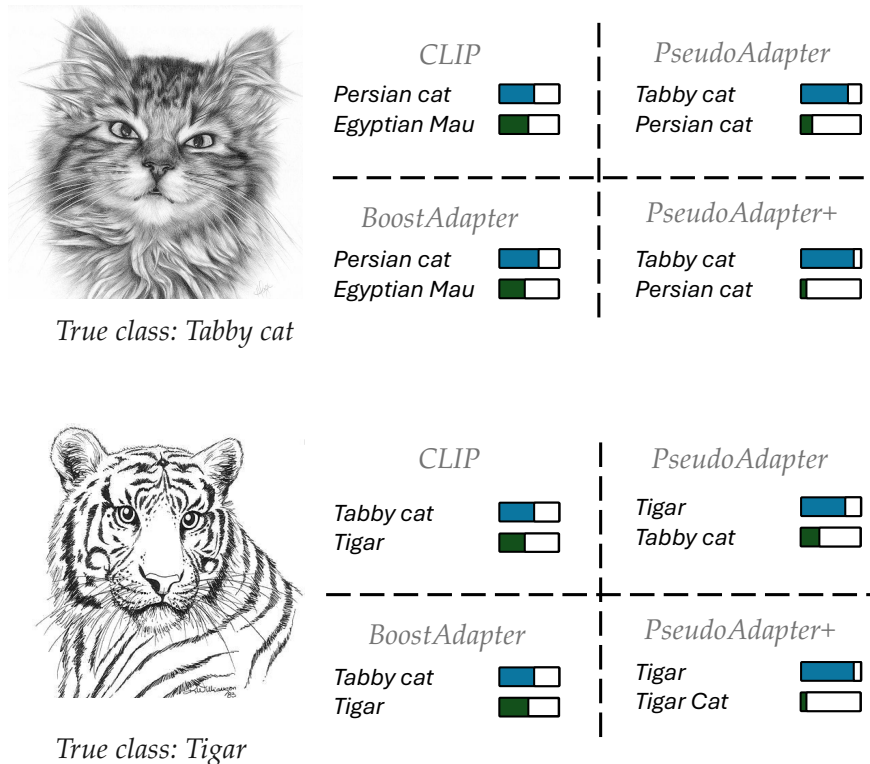 CLIP
Persian cat
Egyptian Mau
PseudoAdapter
Tabby cat
Persian cat
BoostAdapter
Persian cat
Egyptian Mau
PseudoAdapter+
Tabby cat
Persian cat
True class: Tabby cat
CLIP
Tabby cat
Tigar
PseudoAdapter
Tigar
Tabby cat
BoostAdapter
Tabby cat
Tigar
PseudoAdapter+
Tigar
Tigar Cat
True class: Tigar